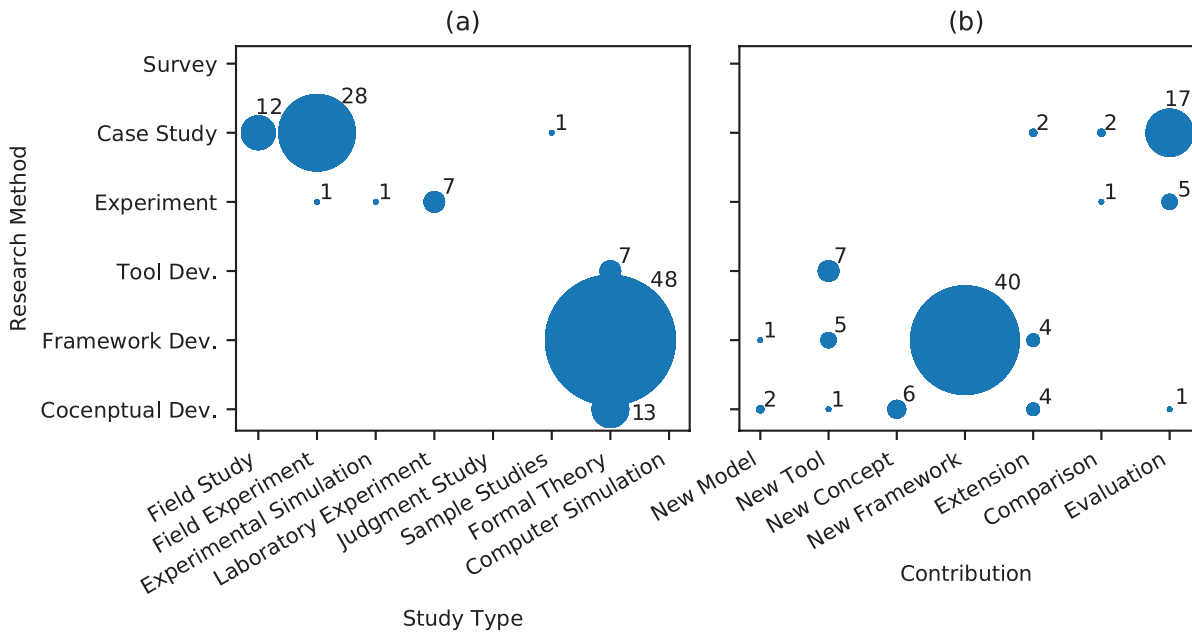 (a)
(b)
Research Method
Survey
Case Study
Experiment
Tool Dev.
Framework Dev.
Cocenptual Dev.
12
28
1
1
1
7
7
48
13
2
2
17
1
5
7
40
1
5
4
2
1
6
4
1
Field Study
Field Experiment
Experimental Simulation
Laboratory Experiment
Judgment Study
Sample Studies
Formal Theory
Computer Simulation
Study Type
New Model
New Tool
New Concept
New Framework
Extension
Comparison
Evaluation
Contribution